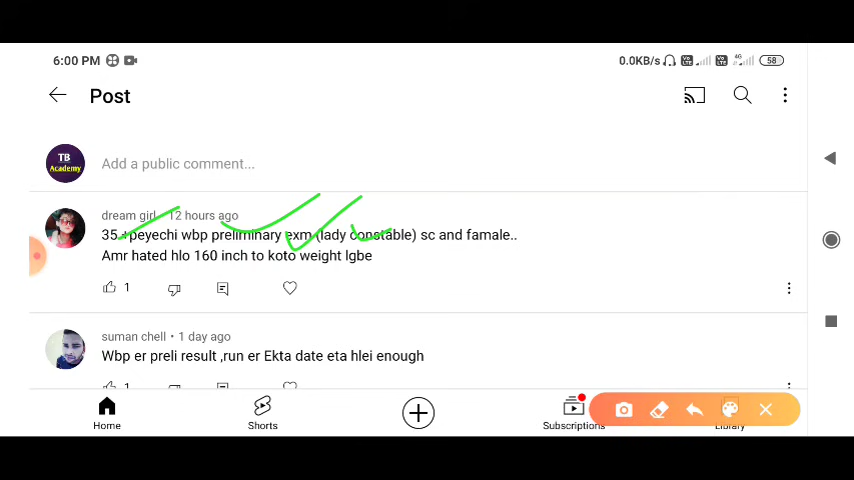 6:00 PM
0.0KB/s 4G 58
Post
TB
Academy
Add a public comment...
dream girl • 12 hours ago
35.+peyechi wbp preliminary exm (lady constable) sc and famale..
Amr hated hlo 160 inch to koto weight lgbe
1
suman chell • 1 day ago
Wbp er preli result ,run er Ekta date eta hlei enough
1
Home
Shorts
Subscriptions
Library